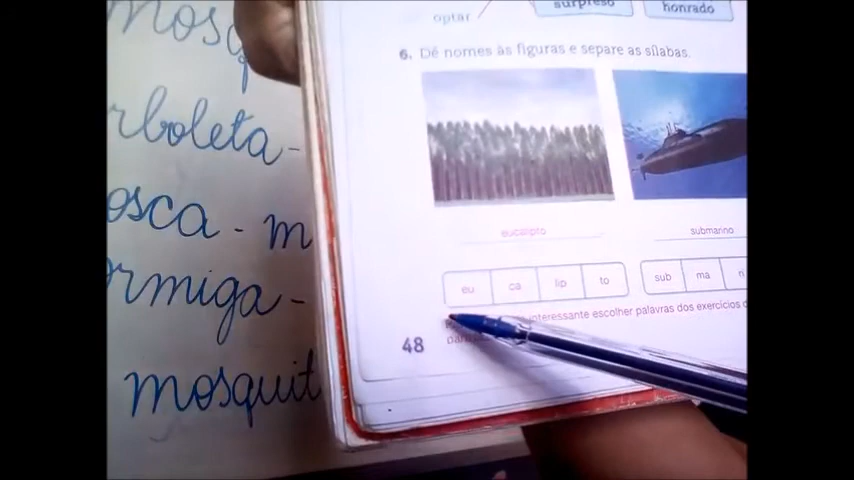 optar
surpreso
honrado
6. Dê nomes às figuras e separe as sílabas.
eucalipto submarino
eu ca lip to sub ma
interessante escolher palavras dos exercícios
48
mosq
rboleta -
osca - m
ormiga -
mosquit